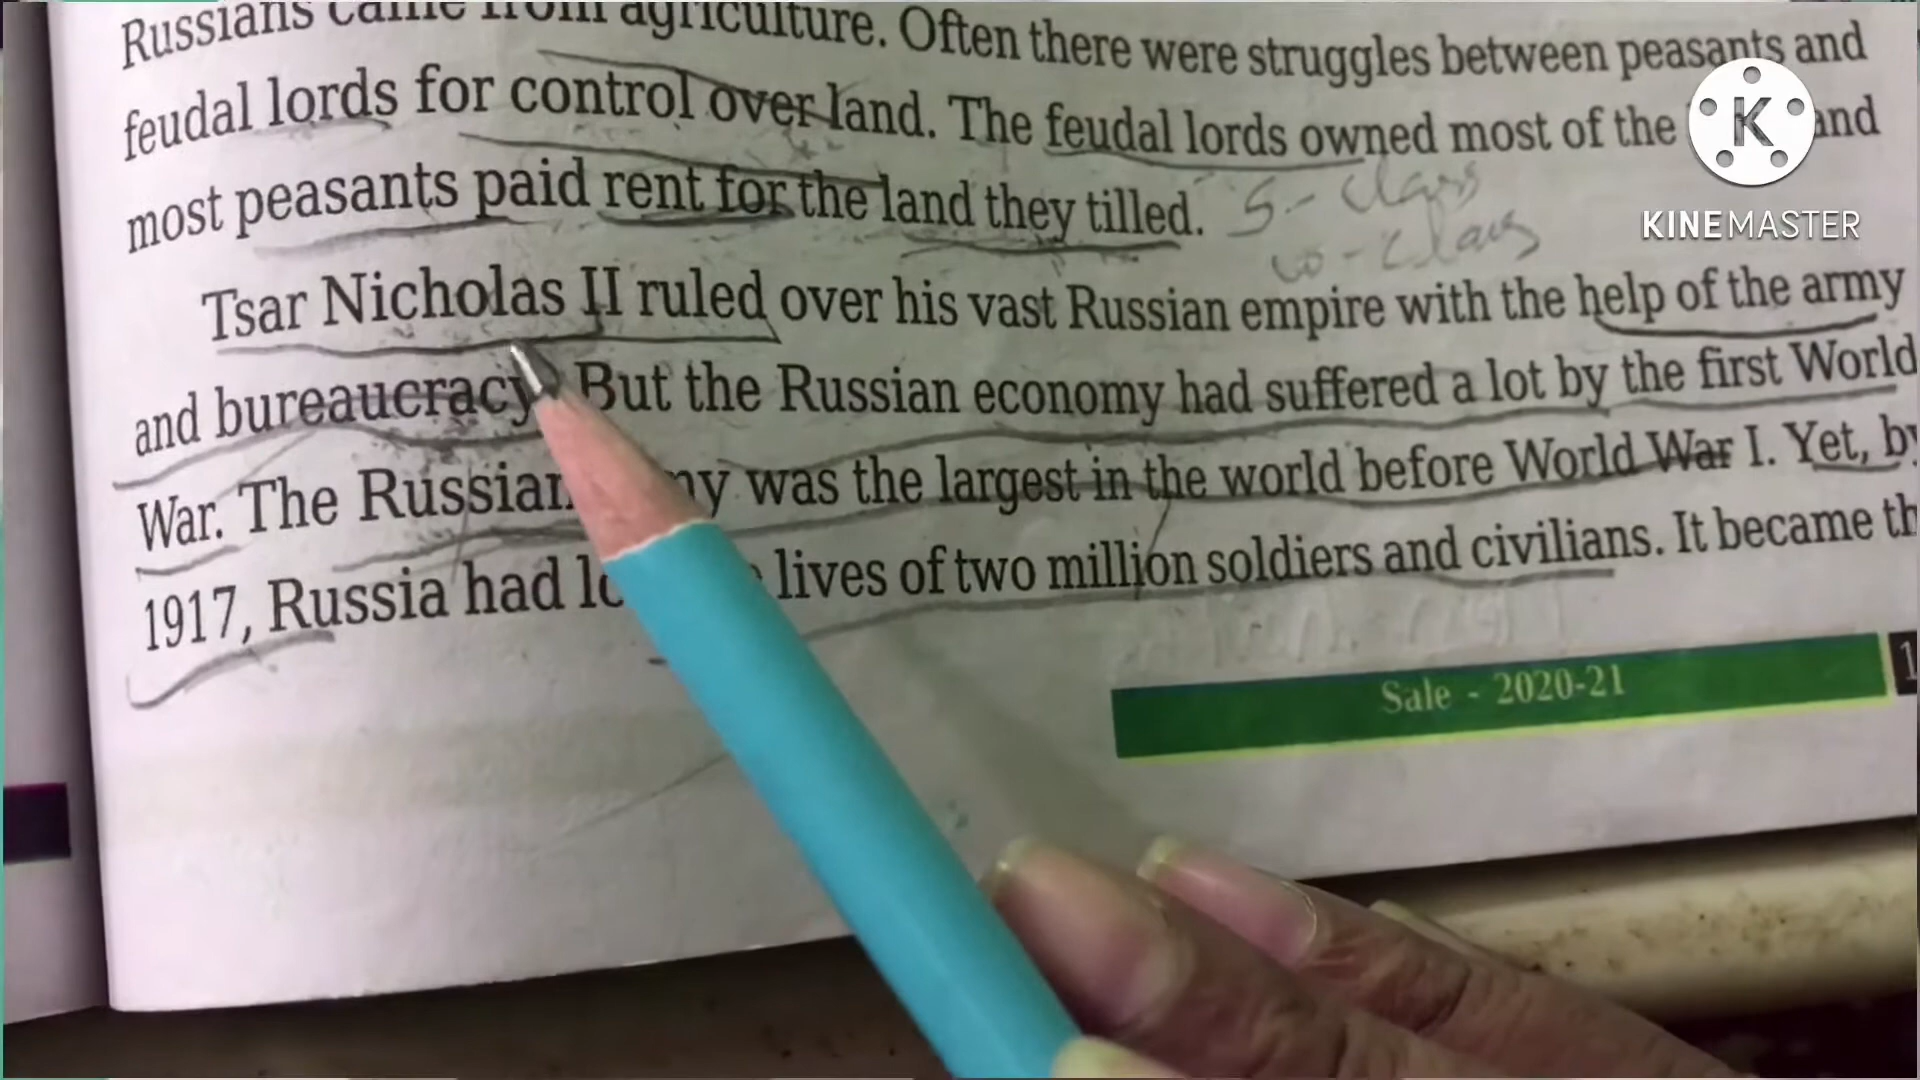 Russians came from agriculture. Often there were struggles between peasants and
feudal lords for control over land. The feudal lords owned most of the and
most peasants paid rent for the land they tilled.
S - class
w - class
Tsar Nicholas II ruled over his vast Russian empire with the help of the army
and bureaucracy. But the Russian economy had suffered a lot by the first World
War. The Russian was the largest in the world before World War I. Yet, by
1917, Russia had lives of two million soldiers and civilians. It became
Sale - 2020-21
K
KINEMASTER